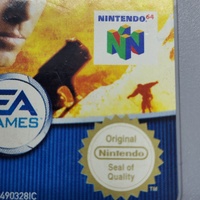 NINTENDO 64
EA
GAMES
Original
Nintendo
Seal of
Quality
TM
490328IC